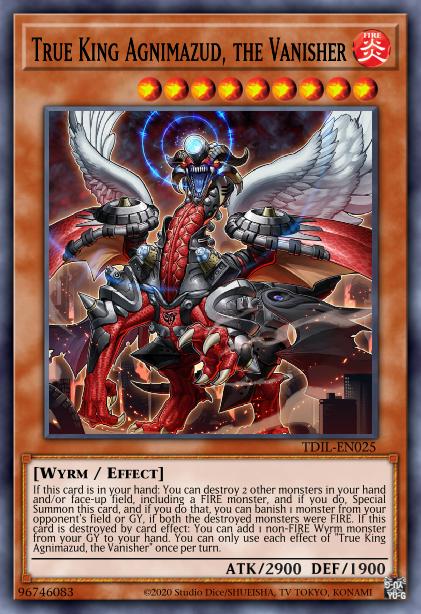 TRUE KING AGNIMAZUD, THE VANISHER
FIRE
炎
TDIL-EN025
[WYRM / EFFECT]
If this card is in your hand: You can destroy 2 other monsters in your hand
and/or face-up field, including a FIRE monster, and if you do, Special
Summon this card, and if you do that, you can banish 1 monster from your
opponent's field or GY, if both the destroyed monsters were FIRE. If this
card is destroyed by card effect: You can add 1 non-FIRE Wyrm monster
from your GY to your hand. You can only use each effect of "True King
Agnimazud, the Vanisher" once per turn.
ATK/2900 DEF/1900
96746083
©2020 Studio Dice/SHUEISHA, TV TOKYO, KONAMI